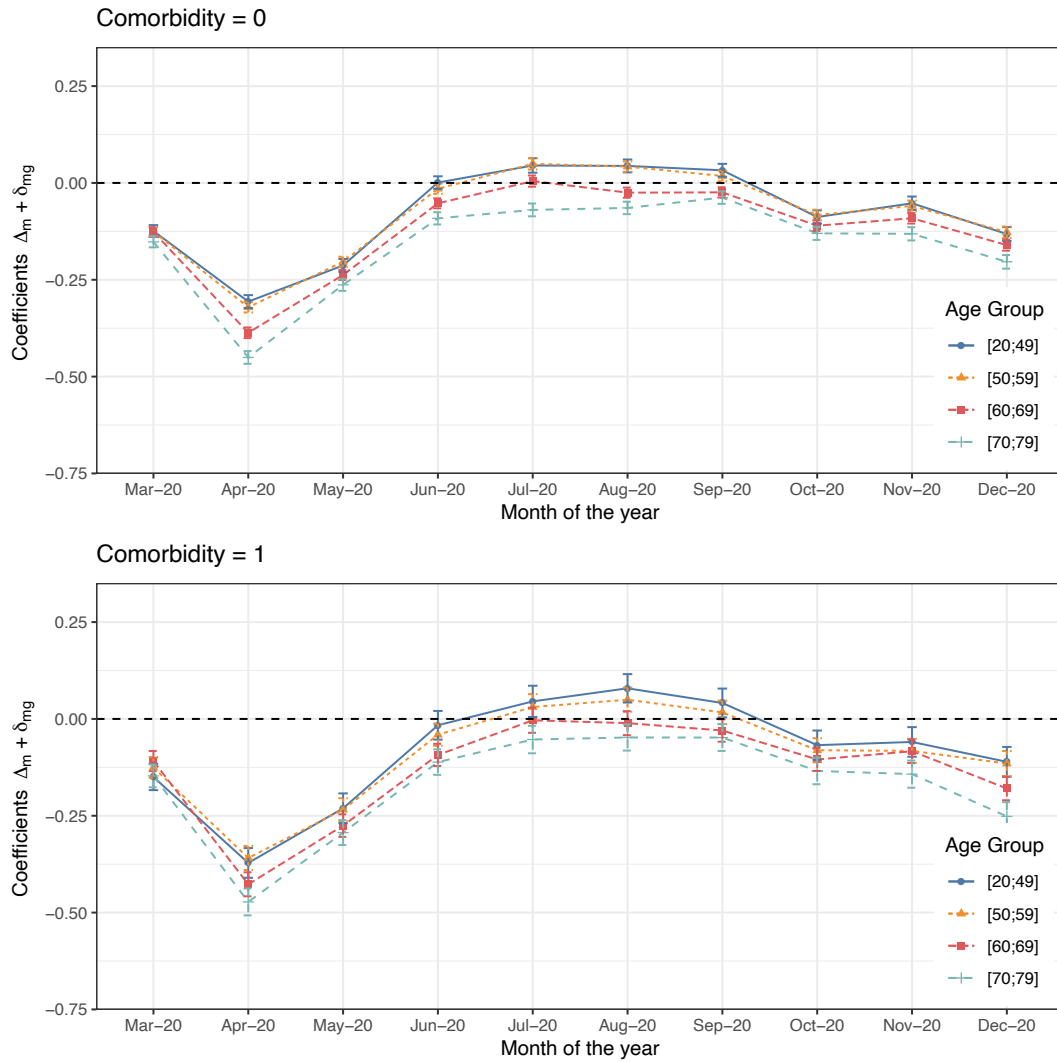 Comorbidity = 0
Coefficients Δm + δmg
0.25
0.00
−0.25
−0.50
−0.75
Mar−20 Apr−20 May−20 Jun−20 Jul−20 Aug−20 Sep−20 Oct−20 Nov−20 Dec−20
Month of the year
Age Group
[20;49]
[50;59]
[60;69]
[70;79]
Comorbidity = 1
Coefficients Δm + δmg
0.25
0.00
−0.25
−0.50
−0.75
Mar−20 Apr−20 May−20 Jun−20 Jul−20 Aug−20 Sep−20 Oct−20 Nov−20 Dec−20
Month of the year
Age Group
[20;49]
[50;59]
[60;69]
[70;79]